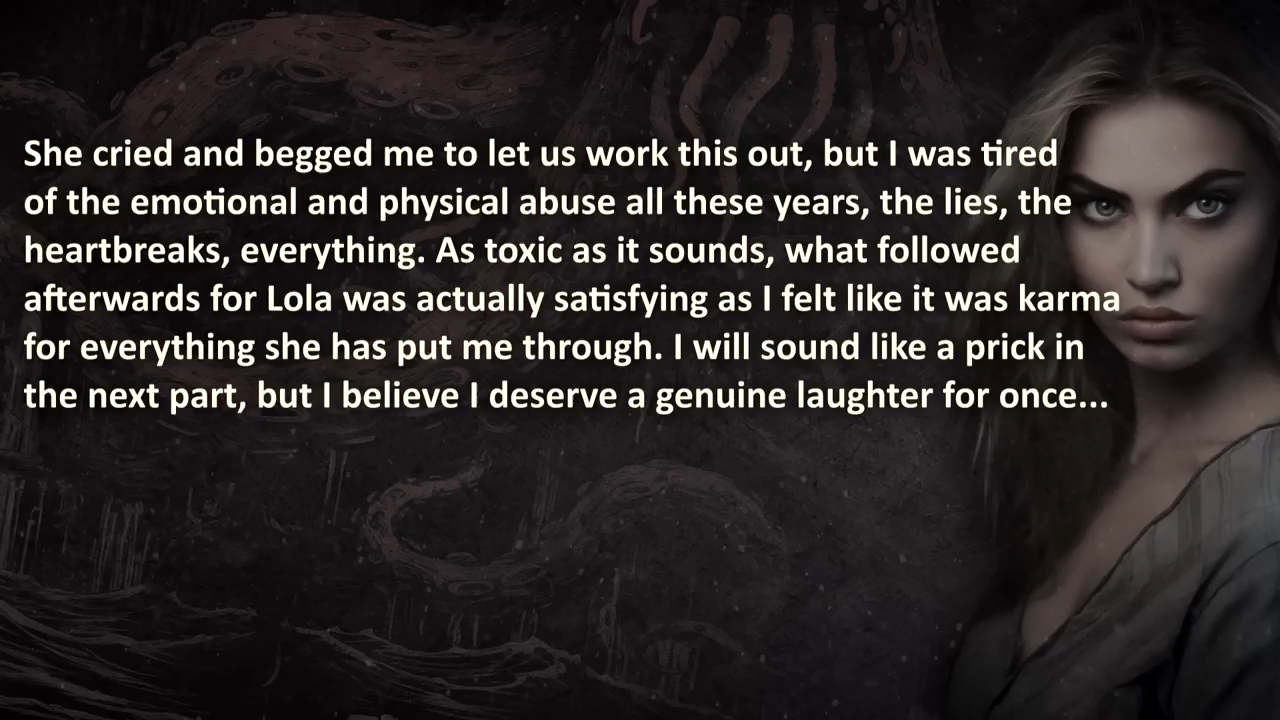 She cried and begged me to let us work this out, but I was tired
of the emotional and physical abuse all these years, the lies, the
heartbreaks, everything. As toxic as it sounds, what followed
afterwards for Lola was actually satisfying as I felt like it was karma
for everything she has put me through. I will sound like a prick in
the next part, but I believe I deserve a genuine laughter for once...